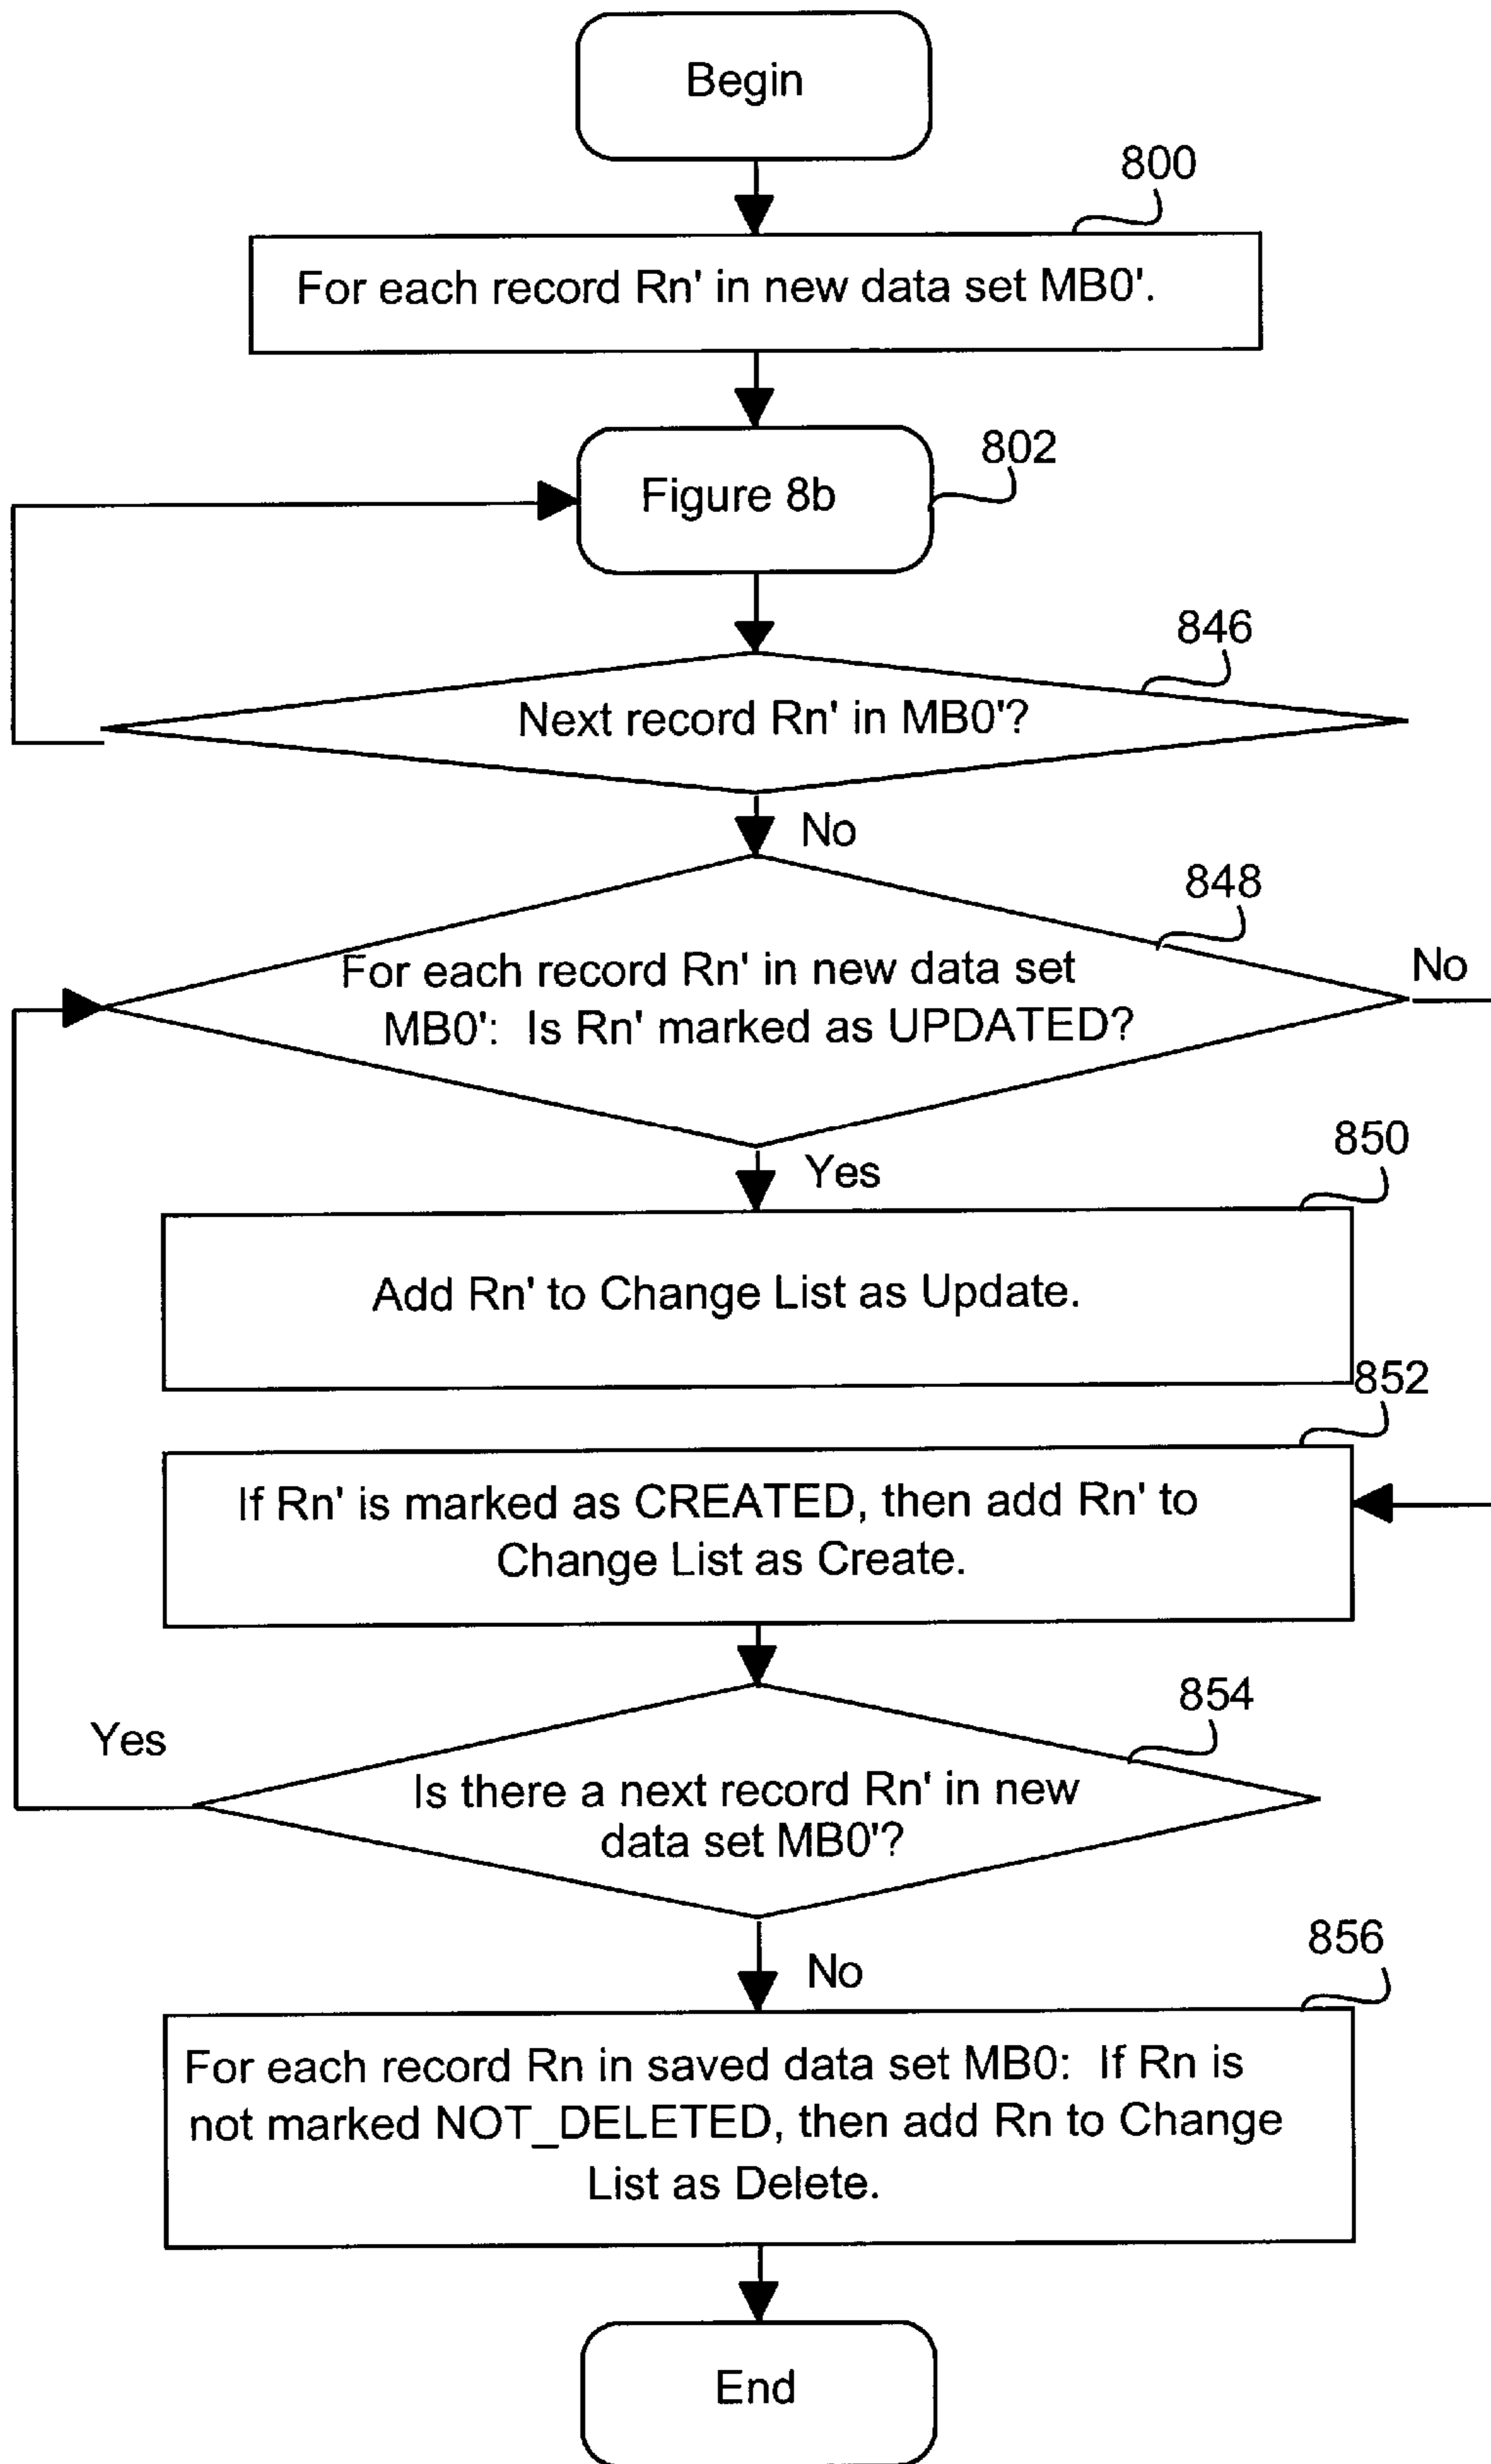 Begin
800
For each record Rn' in new data set MB0'.
802
Figure 8b
846
Next record Rn' in MB0'?
No
848
For each record Rn' in new data set
No
MB0': Is Rn' marked as UPDATED?
850
Yes
Add Rn' to Change List as Update.
852
If Rn' is marked as CREATED, then add Rn' to
Change List as Create.
854
Yes
Is there a next record Rn' in new
data set MB0'?
856
No
For each record Rn in saved data set MB0: If Rn is
not marked NOT_DELETED, then add Rn to Change
List as Delete.
End